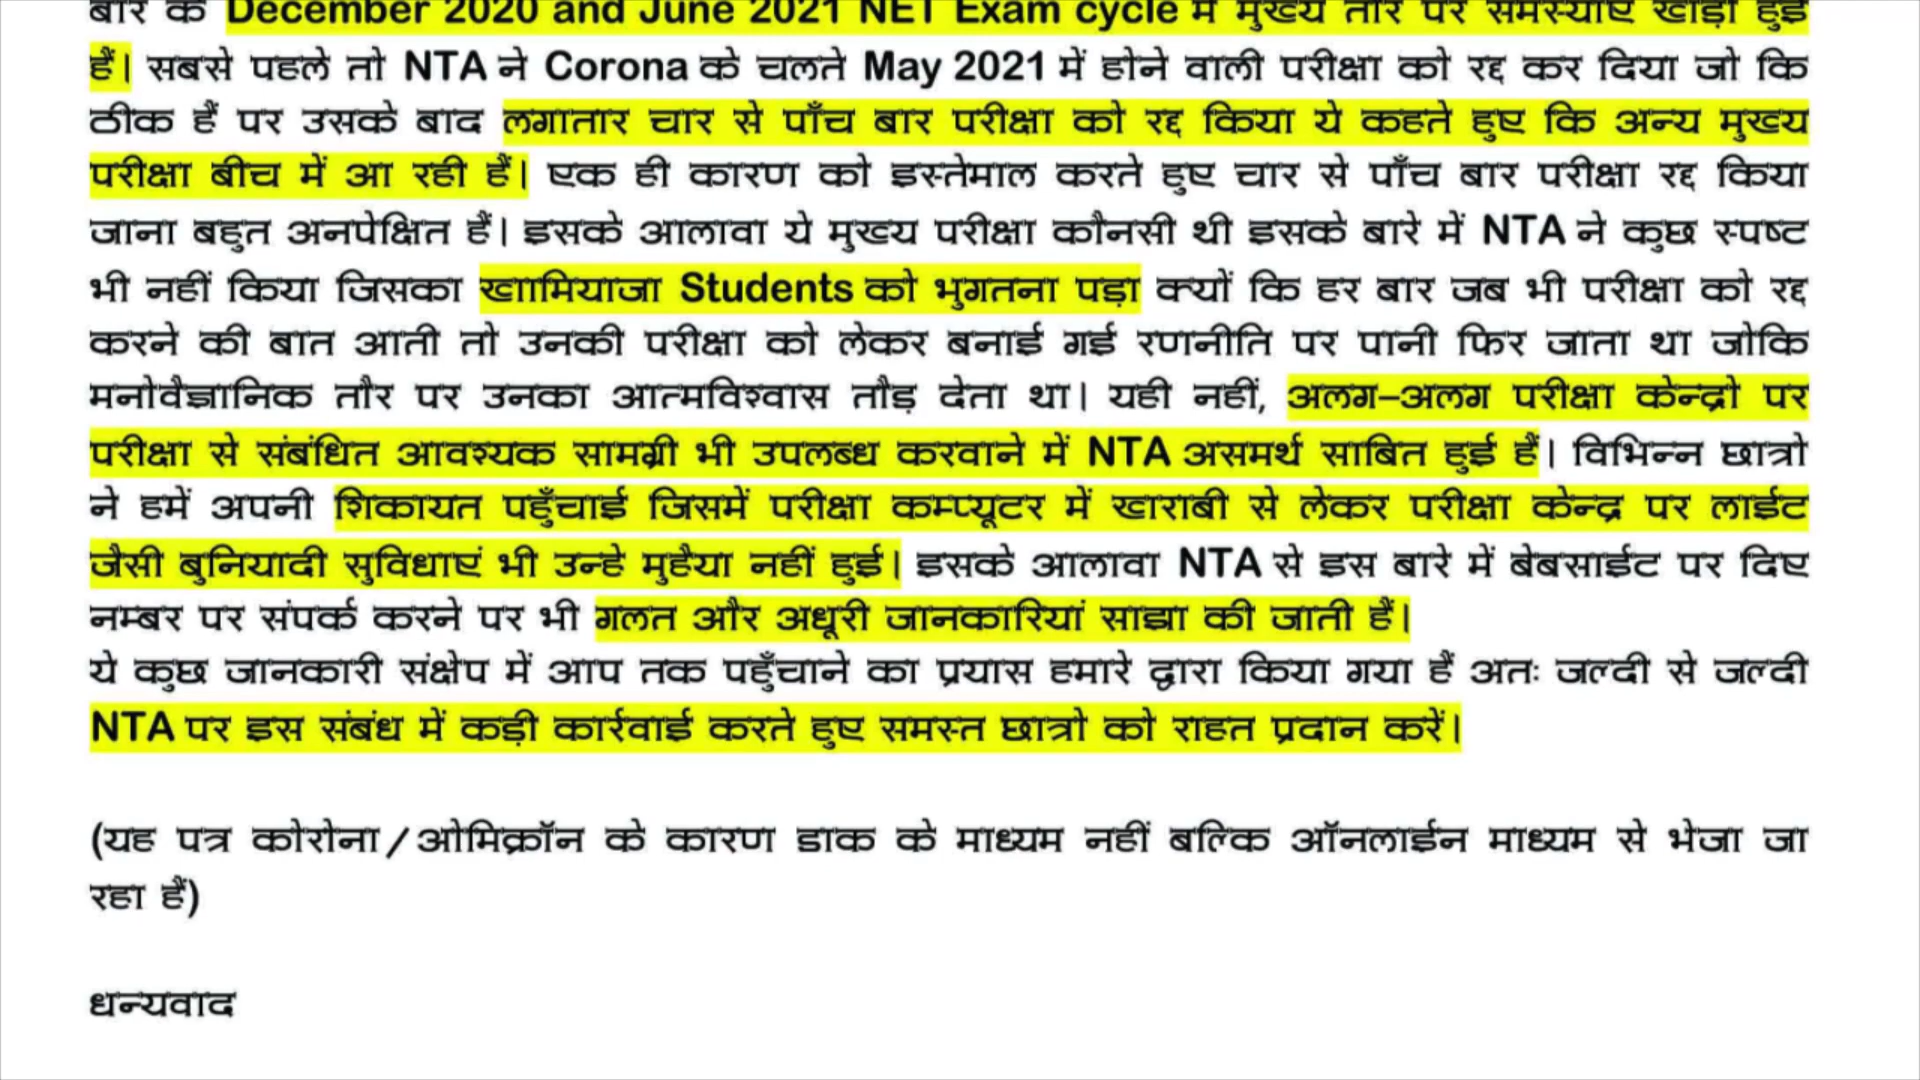 बार के December 2020 and June 2021 NET Exam cycle में मुख्य तौर पर समस्याएं खाड़ी हुई
हैं। सबसे पहले तो NTA ने Corona के चलते May 2021 में होने वाली परीक्षा को रद्द कर दिया जो कि
ठीक हैं पर उसके बाद लगातार चार से पाँच बार परीक्षा को रद्द किया ये कहते हुए कि अन्य मुख्य
परीक्षा बीच में आ रही हैं। एक ही कारण को इस्तेमाल करते हुए चार से पाँच बार परीक्षा रद्द किया
जाना बहुत अनपेक्षित हैं। इसके आलावा ये मुख्य परीक्षा कौनसी थी इसके बारे में NTA ने कुछ स्पष्ट
भी नहीं किया जिसका खाामियाजा Students को भुगतना पड़ा क्यों कि हर बार जब भी परीक्षा को रद्द
करने की बात आती तो उनकी परीक्षा को लेकर बनाई गई रणनीति पर पानी फिर जाता था जोकि
मनोवैज्ञानिक तौर पर उनका आत्मविश्वास तौड़ देता था। यही नहीं, अलग–अलग परीक्षा केन्द्रो पर
परीक्षा से संबंधित आवश्यक सामग्री भी उपलब्ध करवाने में NTA असमर्थ साबित हुई हैं। विभिन्न छात्रो
ने हमें अपनी शिकायत पहुँचाई जिसमें परीक्षा कम्प्यूटर में खाराबी से लेकर परीक्षा केन्द्र पर लाईट
जैसी बुनियादी सुविधाएं भी उन्हे मुहैया नहीं हुई। इसके आलावा NTA से इस बारे में बेबसाईट पर दिए
नम्बर पर संपर्क करने पर भी गलत और अधूरी जानकारियां साझा की जाती हैं।
ये कुछ जानकारी संक्षेप में आप तक पहुँचाने का प्रयास हमारे द्वारा किया गया हैं अतः जल्दी से जल्दी
NTA पर इस संबंध में कड़ी कार्रवाई करते हुए समस्त छात्रो को राहत प्रदान करें।
(यह पत्र कोरोना/ओमिक्रॉन के कारण डाक के माध्यम नहीं बल्कि ऑनलाईन माध्यम से भेजा जा
रहा हैं)
धन्यवाद